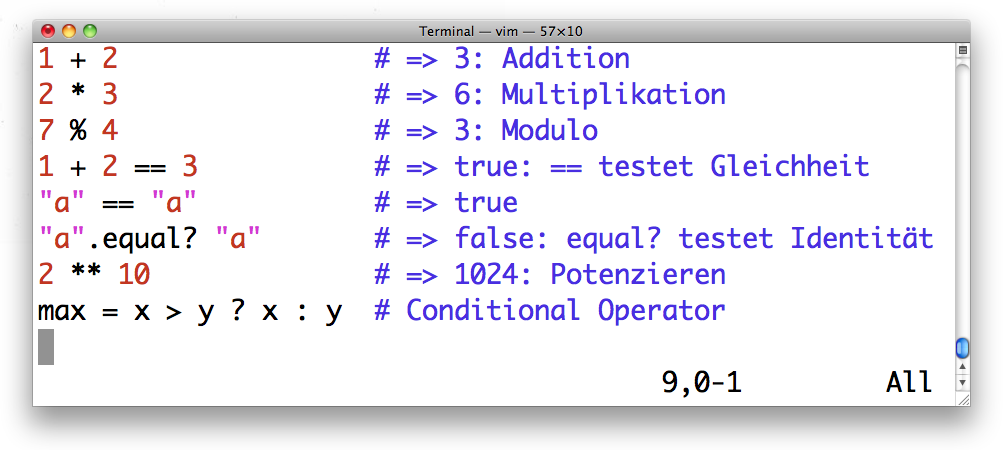 Terminal — vim — 57×10
1 + 2                # => 3: Addition
2 * 3                # => 6: Multiplikation
7 % 4                # => 3: Modulo
1 + 2 == 3           # => true: == testet Gleichheit
"a" == "a"           # => true
"a".equal? "a"       # => false: equal? testet Identität
2 ** 10              # => 1024: Potenzieren
max = x > y ? x : y  # Conditional Operator
9,0-1         All